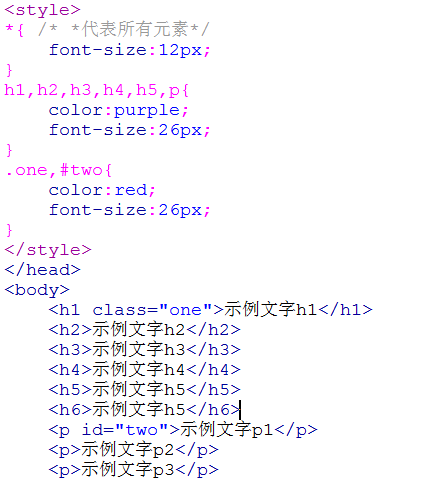 <style>
*{ /* *代表所有元素*/
    font-size:12px;
}
h1,h2,h3,h4,h5,p{
    color:purple;
    font-size:26px;
}
.one,#two{
    color:red;
    font-size:26px;
}
</style>
</head>
<body>
    <h1 class="one">示例文字h1</h1>
    <h2>示例文字h2</h2>
    <h3>示例文字h3</h3>
    <h4>示例文字h4</h4>
    <h5>示例文字h5</h5>
    <h6>示例文字h5</h6>
    <p id="two">示例文字p1</p>
    <p>示例文字p2</p>
    <p>示例文字p3</p>